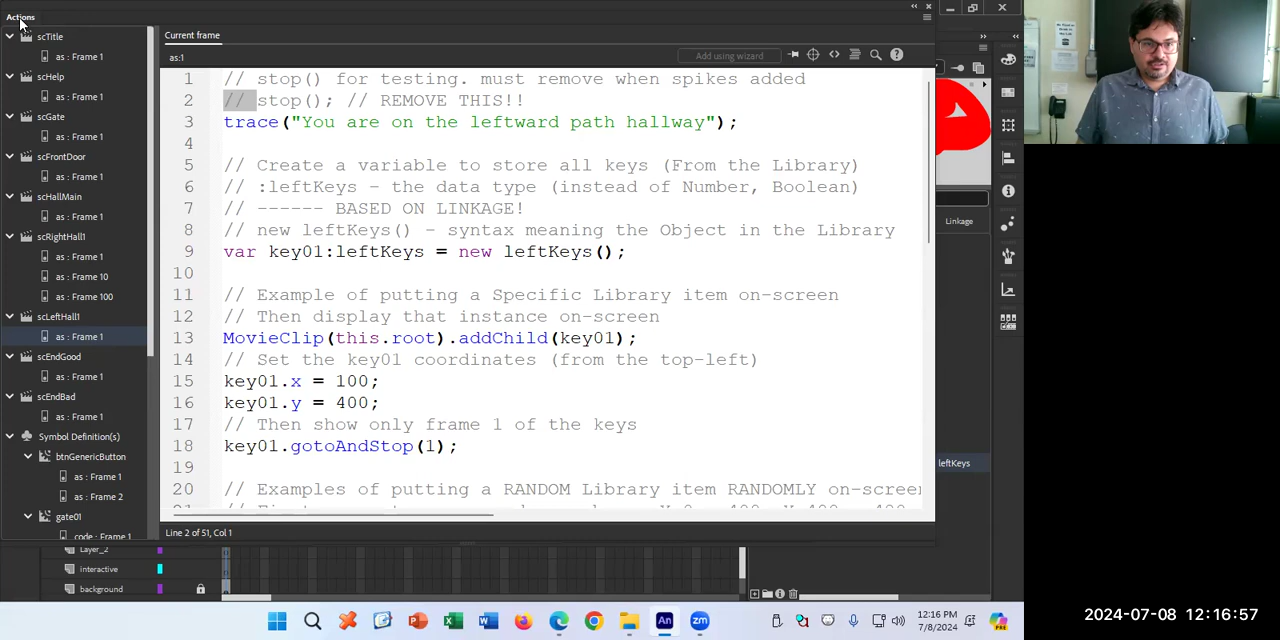 Actions
scTitle
as : Frame 1
scHelp
as : Frame 1
scGate
as : Frame 1
scFrontDoor
as : Frame 1
scHallMain
as : Frame 1
scRightHall1
as : Frame 1
as : Frame 10
as : Frame 100
scLeftHall1
as : Frame 1
scEndGood
as : Frame 1
scEndBad
as : Frame 1
Symbol Definition(s)
btnGenericButton
as : Frame 1
as : Frame 2
gate01
code : Frame 1
Current frame
as:1
Add using wizard
1 // stop() for testing. must remove when spikes added
2 // stop(); // REMOVE THIS!!
3 trace("You are on the leftward path hallway");
4
5 // Create a variable to store all keys (From the Library)
6 // :leftKeys - the data type (instead of Number, Boolean)
7 // ------ BASED ON LINKAGE!
8 // new leftKeys() - syntax meaning the Object in the Library
9 var key01:leftKeys = new leftKeys();
10
11 // Example of putting a Specific Library item on-screen
12 // Then display that instance on-screen
13 MovieClip(this.root).addChild(key01);
14 // Set the key01 coordinates (from the top-left)
15 key01.x = 100;
16 key01.y = 400;
17 // Then show only frame 1 of the keys
18 key01.gotoAndStop(1);
19
20 // Examples of putting a RANDOM Library item RANDOMLY on-screen
Line 2 of 51, Col 1
Linkage
leftKeys
Layer_2
interactive
background
12:16 PM
7/8/2024
2024-07-08 12:16:57